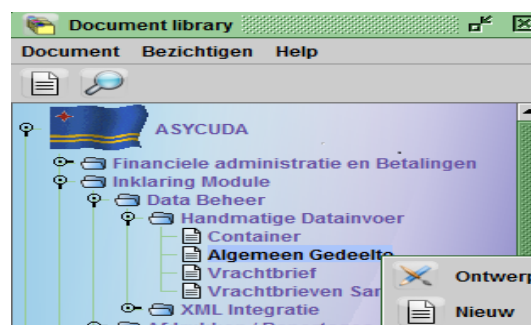 Document library
Document Bezichtigen Help
ASYCUDA
Financiele administratie en Betalingen
Inklaring Module
Data Beheer
Handmatige Datainvoer
Container
Algemeen Gedeelte
Vrachtbrief
Vrachtbrieven Sar
XML Integratie
Ontwerp
Nieuw